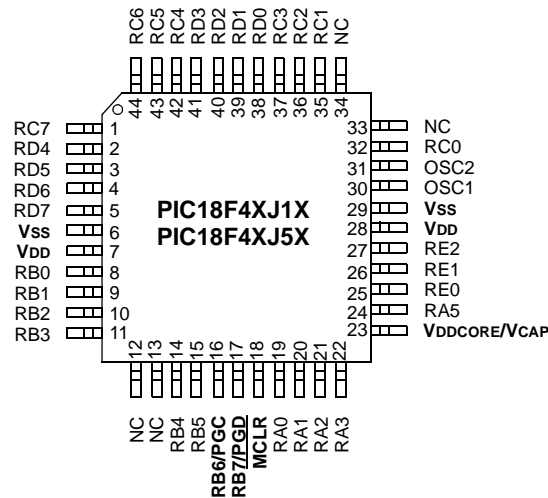 RC6
RC5
RC4
RD3
RD2
RD1
RD0
RC3
RC2
RC1
NC
44
43
42
41
40
39
38
37
36
35
34
RC7 1
RD4 2
RD5 3
RD6 4
RD7 5
VSS 6
VDD 7
RB0 8
RB1 9
RB2 10
RB3 11
PIC18F4XJ1X
PIC18F4XJ5X
33 NC
32 RC0
31 OSC2
30 OSC1
29 VSS
28 VDD
27 RE2
26 RE1
25 RE0
24 RA5
23 VDDCORE/VCAP
12
13
14
15
16
17
18
19
20
21
22
NC
NC
RB4
RB5
RB6/PGC
RB7/PGD
MCLR
RA0
RA1
RA2
RA3